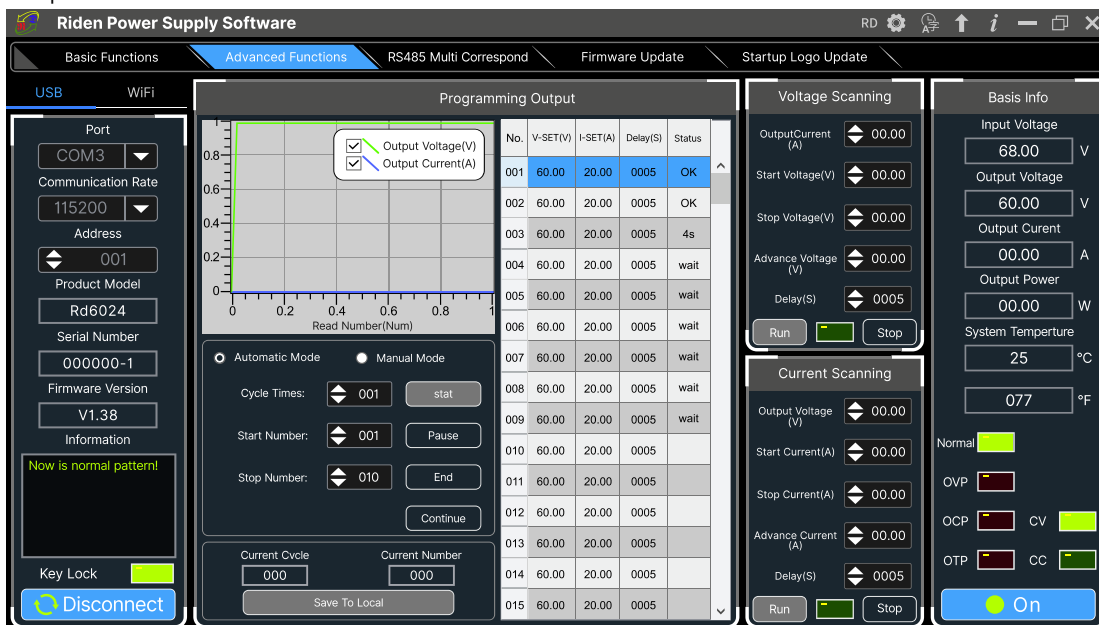 Riden Power Supply Software
RD
Basic Functions
Advanced Functions
RS485 Multi Correspond
Firmware Update
Startup Logo Update
USB
WiFi
Port
COM3
Communication Rate
115200
Address
001
Product Model
Rd6024
Serial Number
000000-1
Firmware Version
V1.38
Information
Now is normal pattern!
Key Lock
Disconnect
Programming Output
1
0.8
0.6
0.4
0.2
0
Output Voltage(V)
Output Current(A)
0 0.2 0.4 0.6 0.8 1
Read Number(Num)
Automatic Mode
Manual Mode
Cycle Times: 001 stat
Start Number: 001 Pause
Stop Number: 010 End
Continue
Current Cvcle
Current Number
000
000
Save To Local
No. V-SET(V) I-SET(A) Delay(S) Status
001 60.00 20.00 0005 OK
002 60.00 20.00 0005 OK
003 60.00 20.00 0005 4s
004 60.00 20.00 0005 wait
005 60.00 20.00 0005 wait
006 60.00 20.00 0005 wait
007 60.00 20.00 0005 wait
008 60.00 20.00 0005 wait
009 60.00 20.00 0005 wait
010 60.00 20.00 0005
011 60.00 20.00 0005
012 60.00 20.00 0005
013 60.00 20.00 0005
014 60.00 20.00 0005
015 60.00 20.00 0005
Voltage Scanning
OutputCurrent
(A)
00.00
Start Voltage(V) 00.00
Stop Voltage(V) 00.00
Advance Voltage
(V)
00.00
Delay(S) 0005
Run
Stop
Current Scanning
Output Voltage
(V)
00.00
Start Current(A) 00.00
Stop Current(A) 00.00
Advance Current
(A)
00.00
Delay(S) 0005
Run
Stop
Basis Info
Input Voltage
68.00 V
Output Voltage
60.00 V
Output Curent
00.00 A
Output Power
00.00 W
System Temperture
25 °C
077 °F
Normal
OVP
OCP CV
OTP CC
On